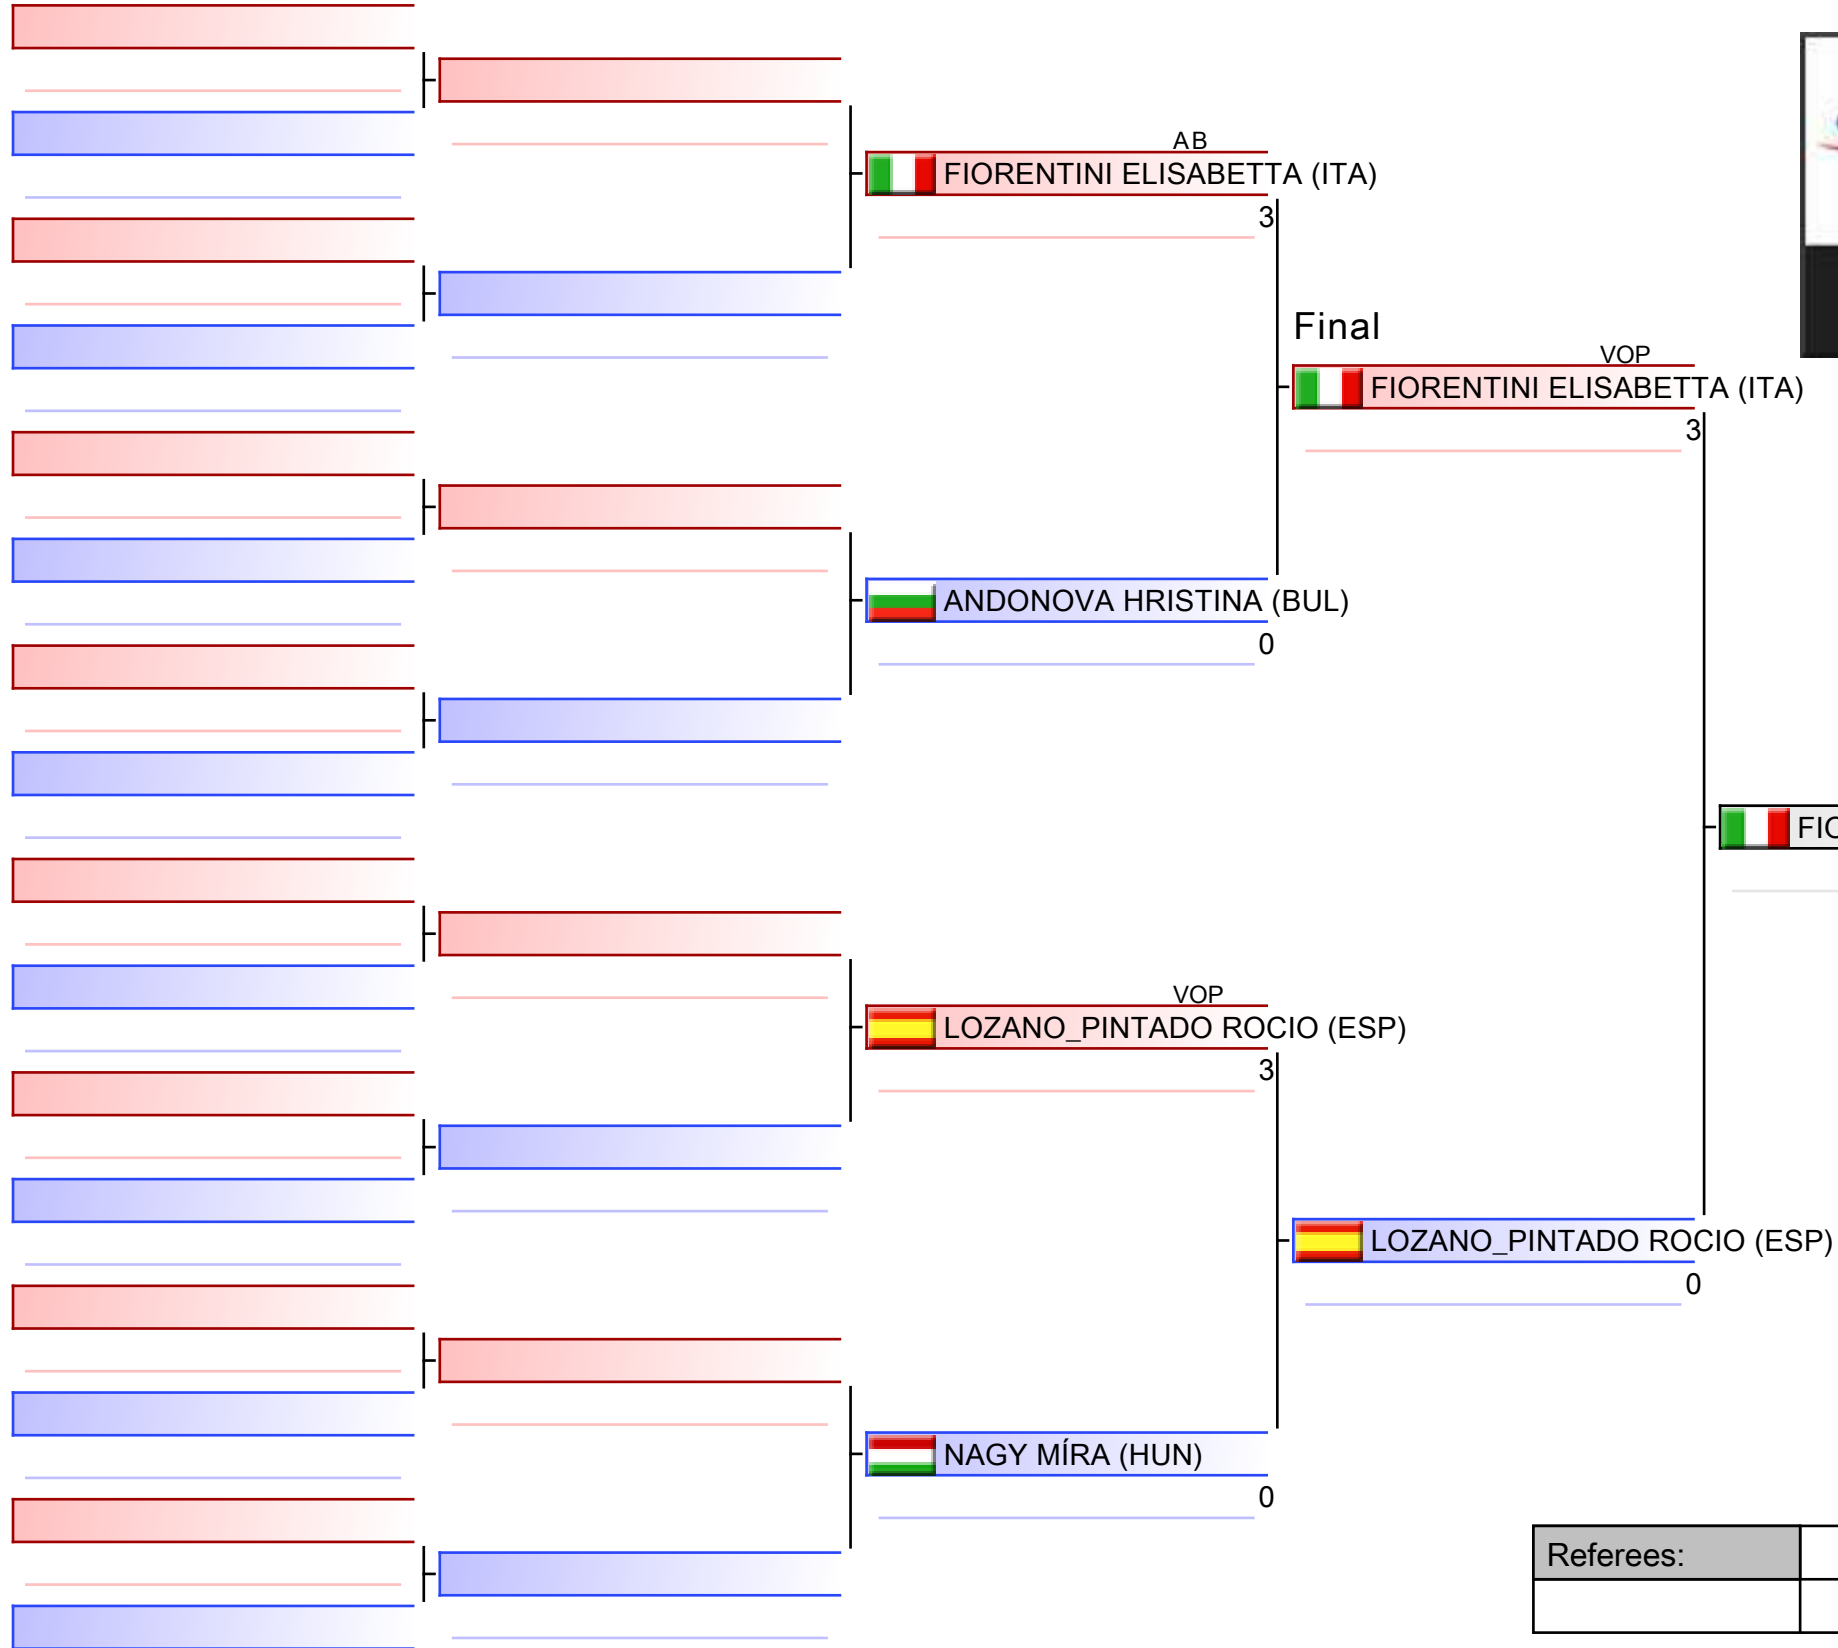 AB
FIORENTINI ELISABETTA (ITA)
3
Final
VOP
FIORENTINI ELISABETTA (ITA)
3
ANDONOVA HRISTINA (BUL)
0
VOP
LOZANO_PINTADO ROCIO (ESP)
3
LOZANO_PINTADO ROCIO (ESP)
0
NAGY MÍRA (HUN)
0
Referees: